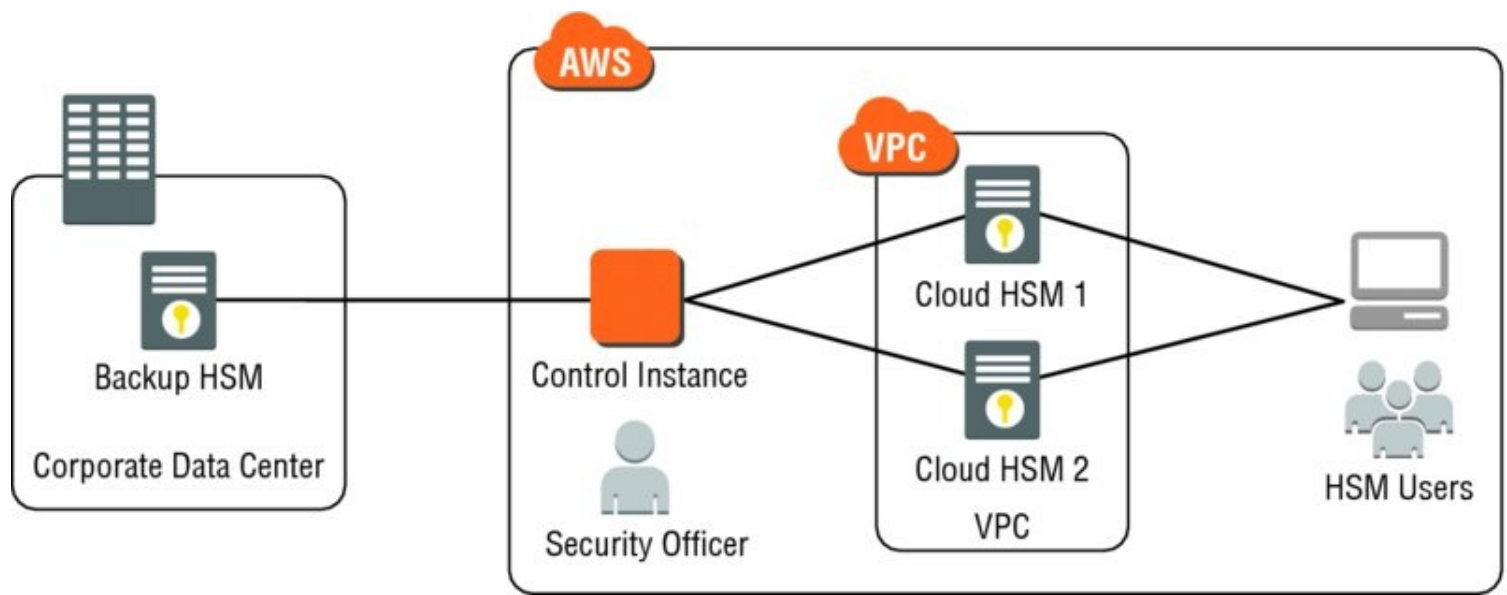 AWS
VPC
Cloud HSM 1
Backup HSM
Control Instance
Corporate Data Center
Cloud HSM 2
HSM Users
Security Officer
VPC